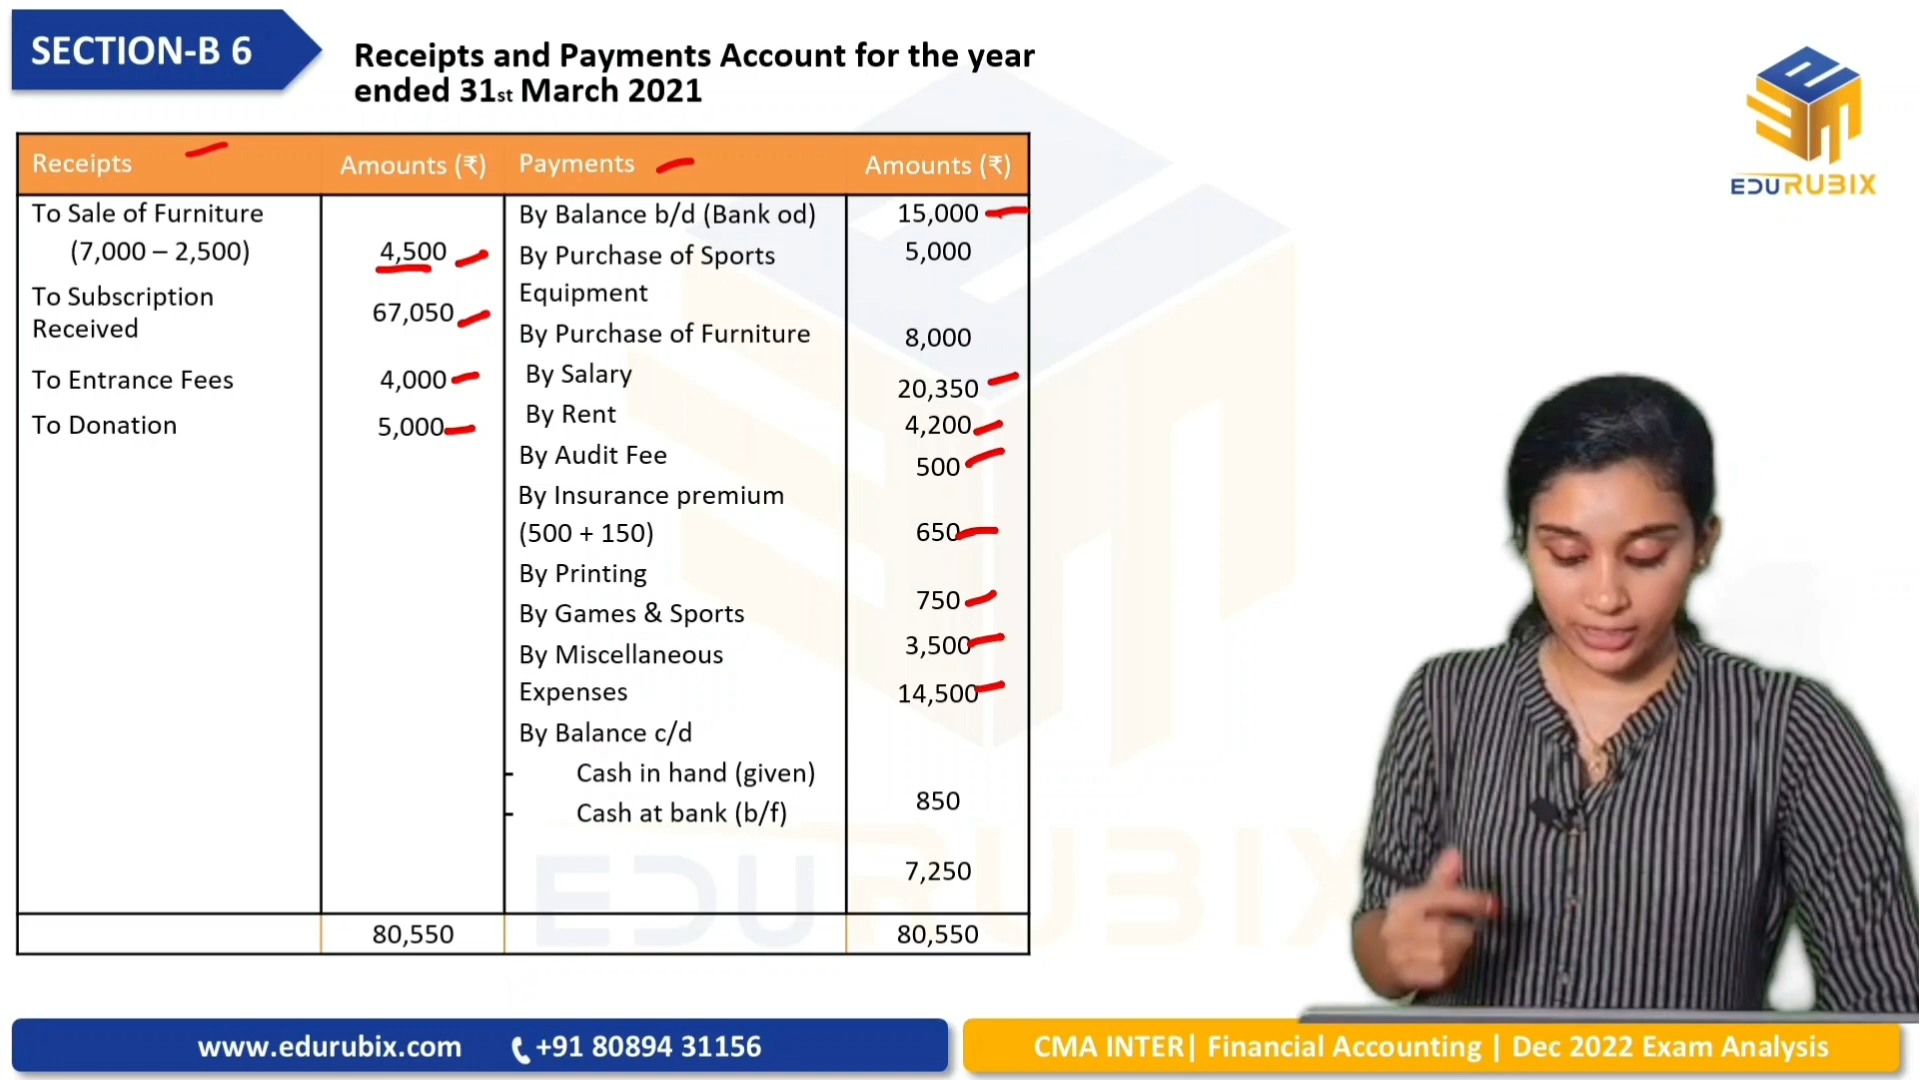 SECTION-B 6
Receipts and Payments Account for the year
ended 31st March 2021
EDURUBIX
Receipts Amounts (₹) Payments Amounts (₹)
To Sale of Furniture
(7,000 – 2,500) 4,500
To Subscription
Received 67,050
To Entrance Fees 4,000
To Donation 5,000
By Balance b/d (Bank od) 15,000
By Purchase of Sports 5,000
Equipment
By Purchase of Furniture 8,000
By Salary 20,350
By Rent 4,200
By Audit Fee 500
By Insurance premium
(500 + 150) 650
By Printing 750
By Games & Sports 3,500
By Miscellaneous
Expenses 14,500
By Balance c/d
- Cash in hand (given) 850
- Cash at bank (b/f) 7,250
80,550 80,550
EDURUBIX
www.edurubix.com +91 80894 31156
CMA INTER| Financial Accounting | Dec 2022 Exam Analysis